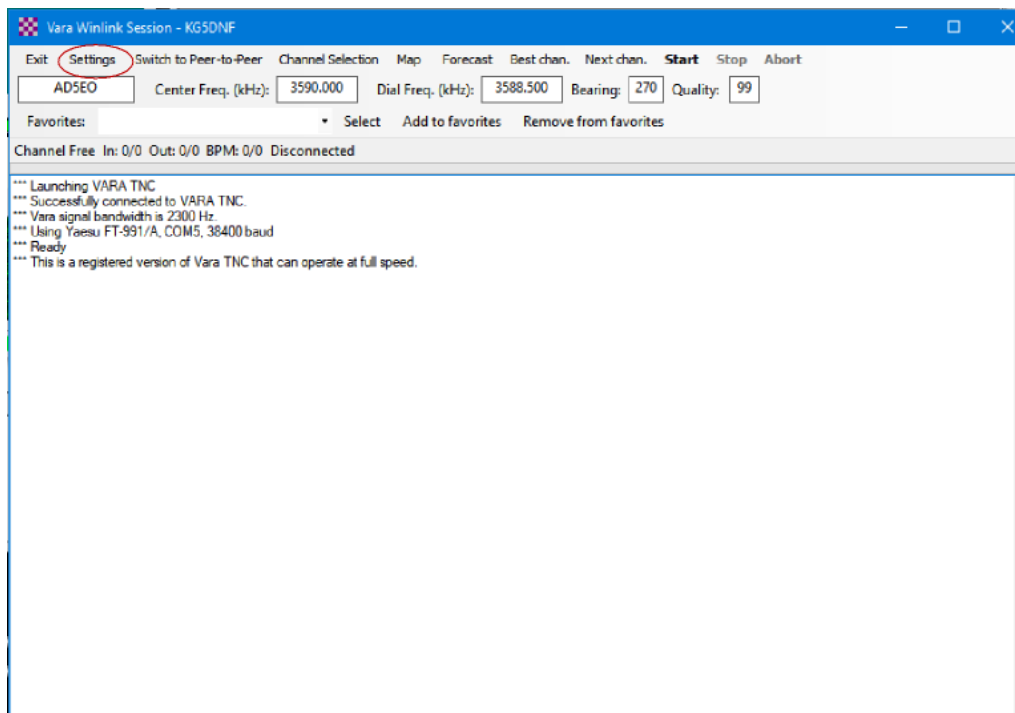 Vara Winlink Session - KG5DNF
Exit Settings Switch to Peer-to-Peer Channel Selection Map Forecast Best chan. Next chan. Start Stop Abort
AD5EO Center Freq. (kHz): 3590.000 Dial Freq. (kHz): 3588.500 Bearing: 270 Quality: 99
Favorites: Select Add to favorites Remove from favorites
Channel Free In: 0/0 Out: 0/0 BPM: 0/0 Disconnected
*** Launching VARA TNC
*** Successfully connected to VARA TNC.
*** Vara signal bandwidth is 2300 Hz.
*** Using Yaesu FT-991/A, COM5, 38400 baud
*** Ready
*** This is a registered version of Vara TNC that can operate at full speed.